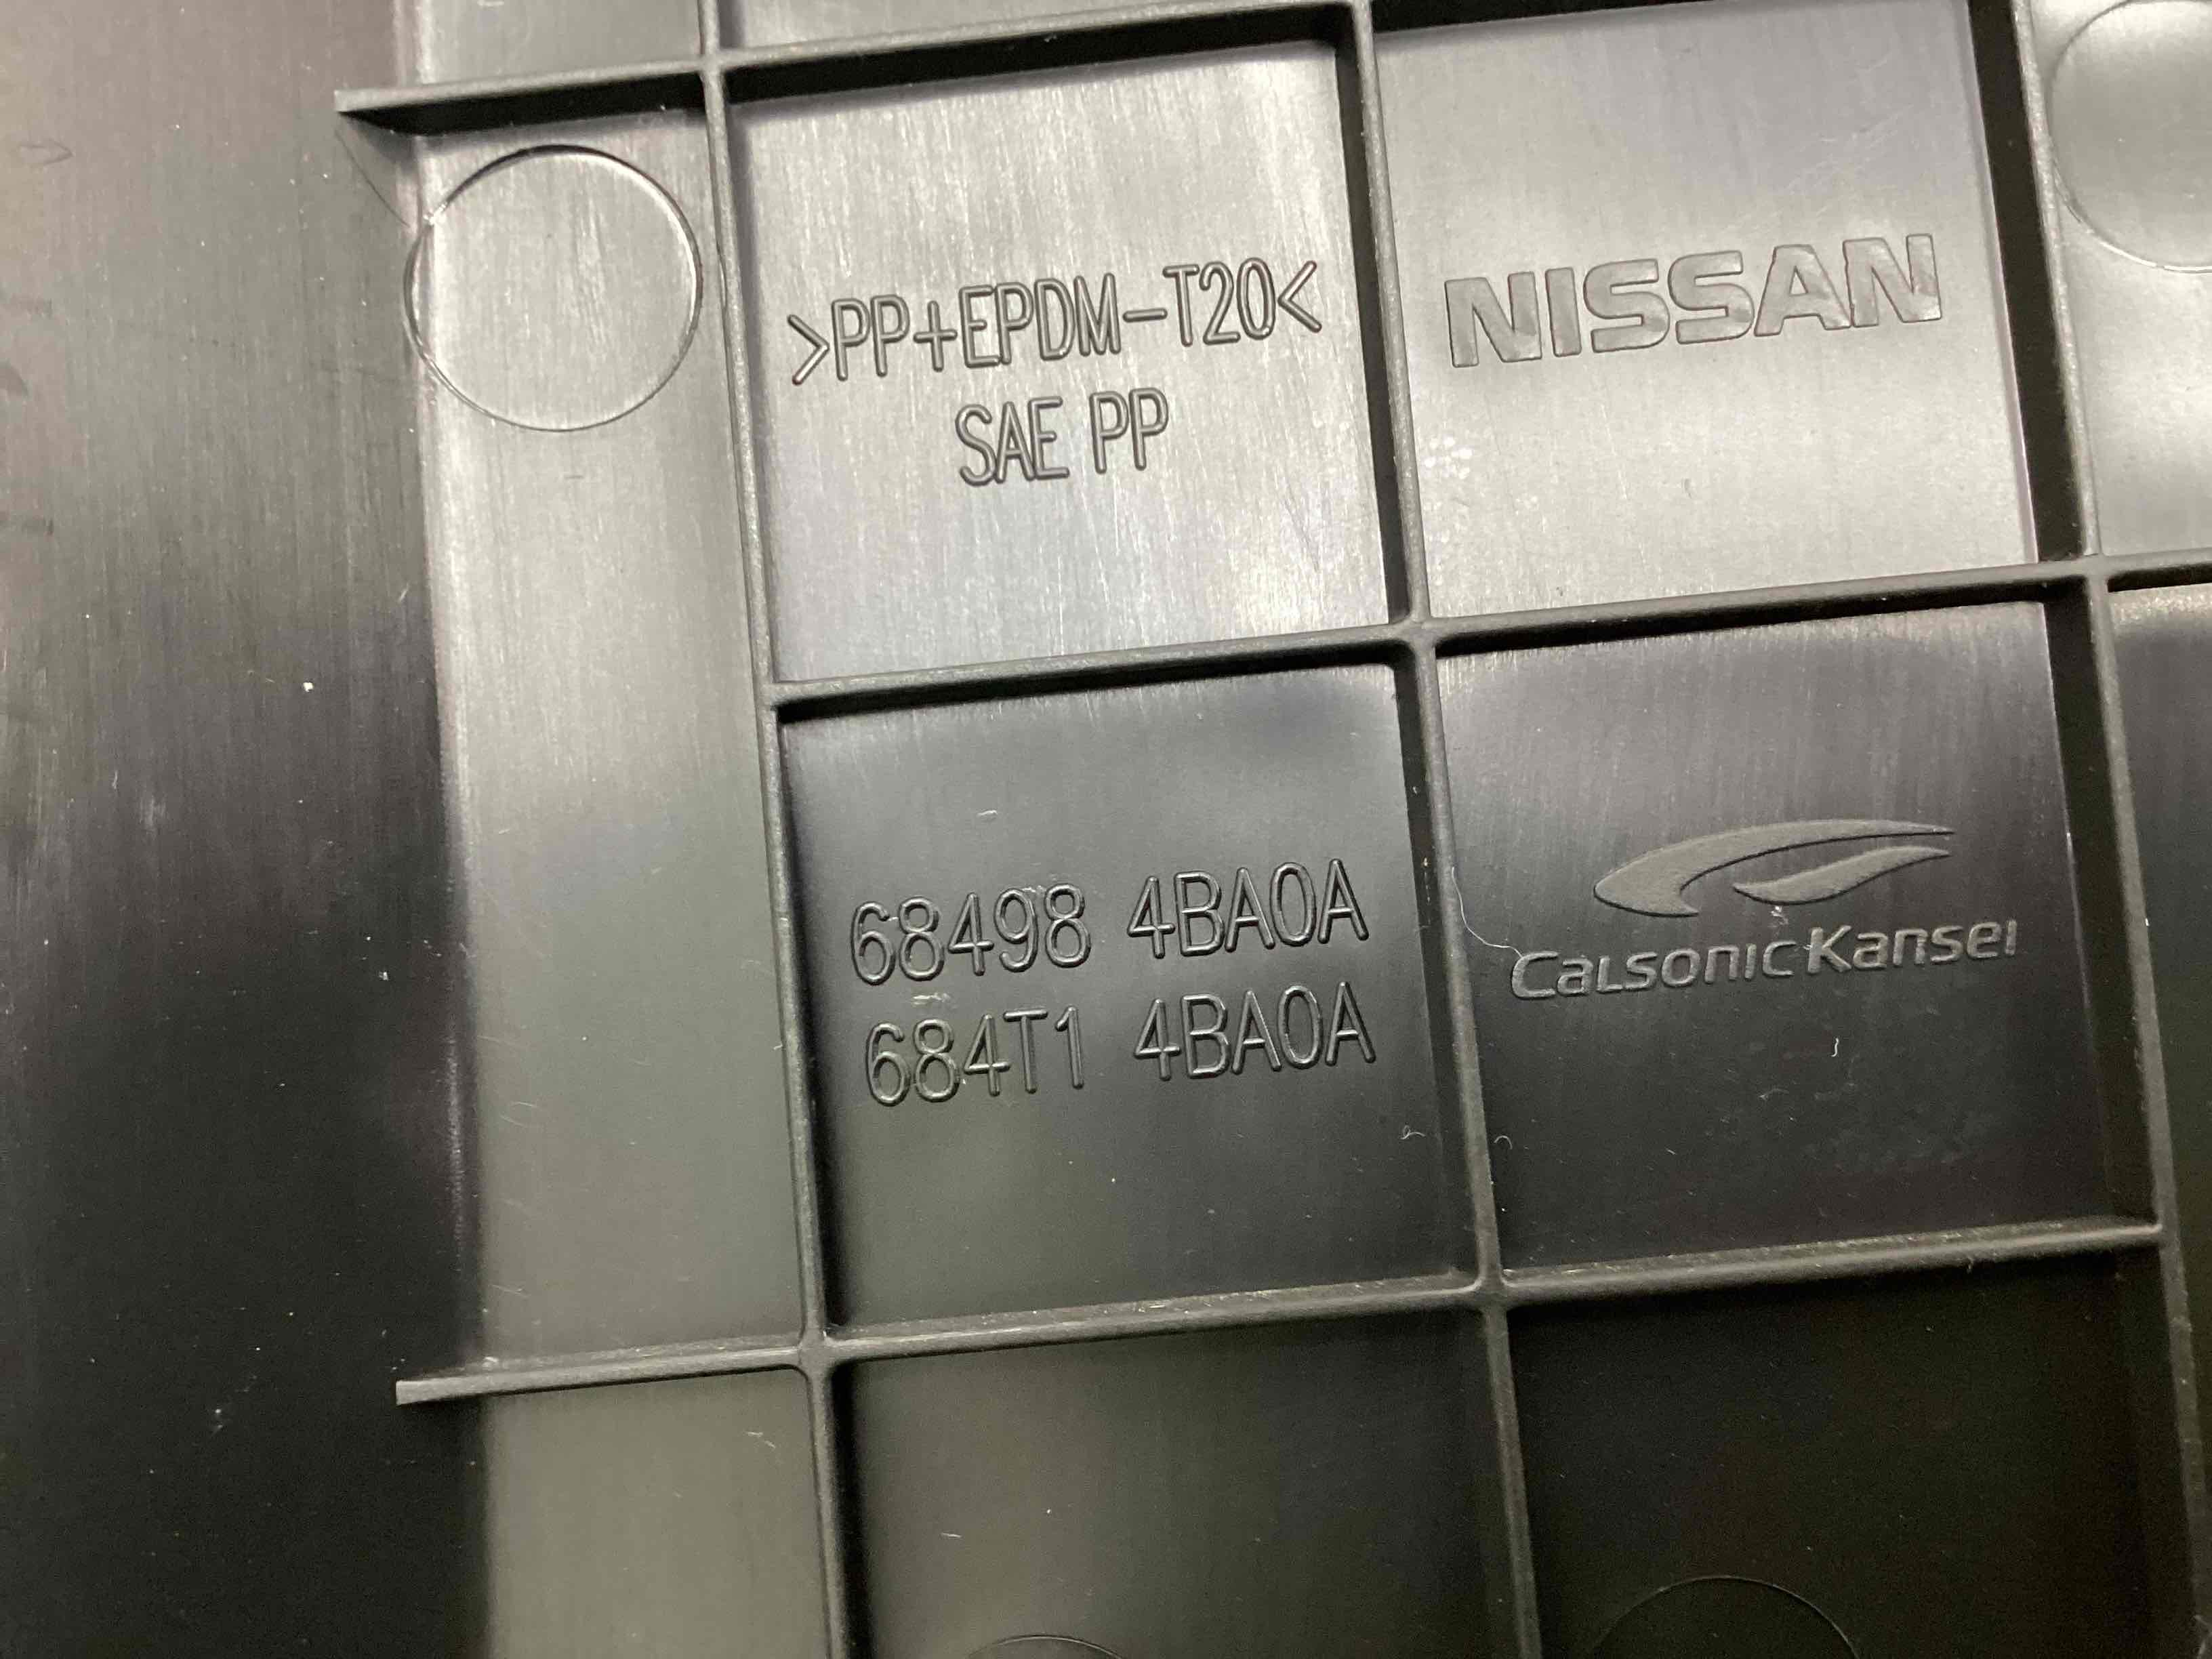 >PP+EPDM-T20<
SAE PP
NISSAN
68498 4BA0A
684T1 4BA0A
CalsonicKansei